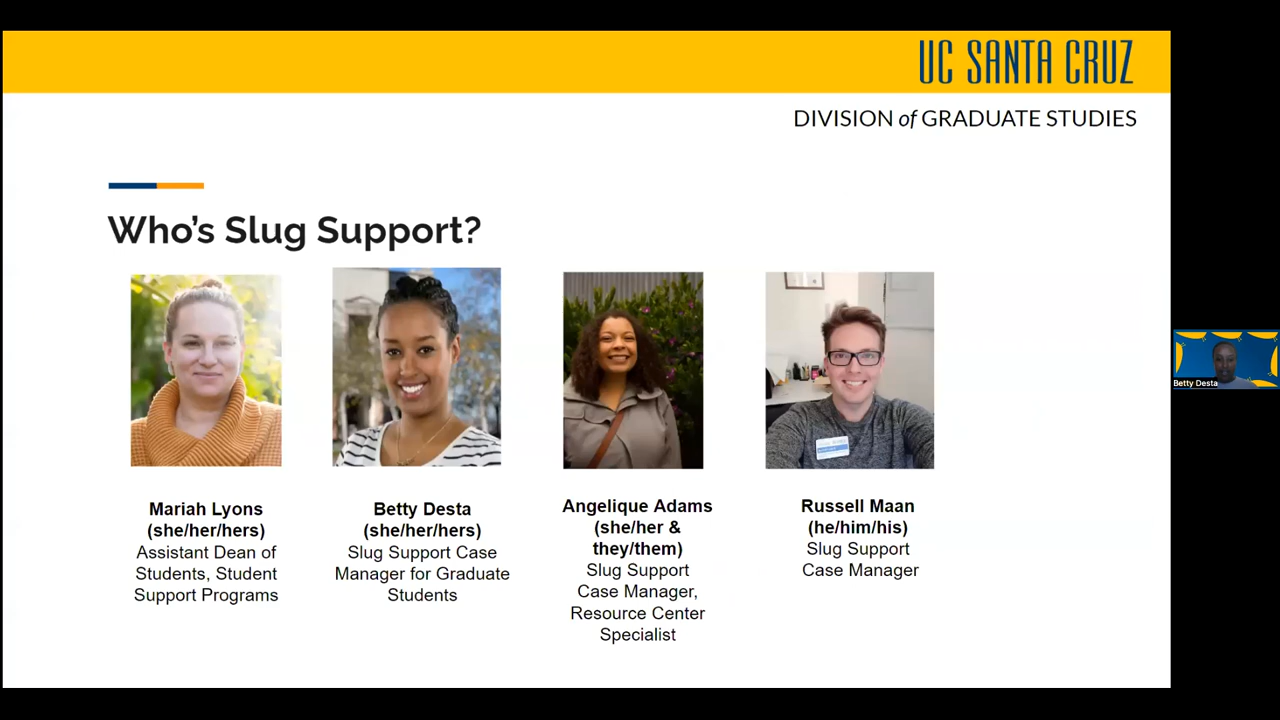 UC SANTA CRUZ
DIVISION of GRADUATE STUDIES
Who's Slug Support?
Mariah Lyons
(she/her/hers)
Assistant Dean of
Students, Student
Support Programs
Betty Desta
(she/her/hers)
Slug Support Case
Manager for Graduate
Students
Angelique Adams
(she/her &
they/them)
Slug Support
Case Manager,
Resource Center
Specialist
Russell Maan
(he/him/his)
Slug Support
Case Manager
Betty Desta